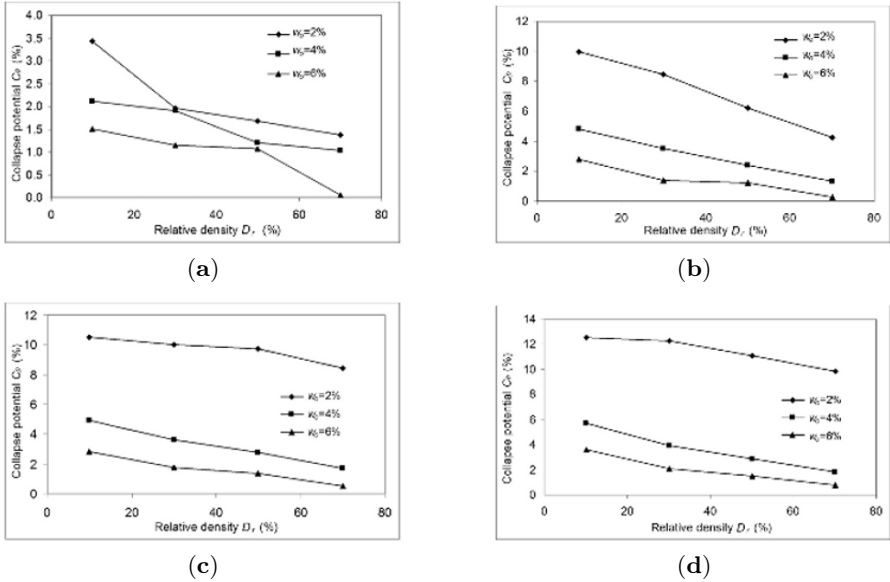 4.0
3.5
3.0
2.5
2.0
1.5
1.0
0.5
0.0
Collapse potential Cp (%)
w0=2%
w0=4%
w0=6%
0 20 40 60 80
Relative density Dr (%)
(a)
12
10
8
6
4
2
0
Collapse potential Cp (%)
w0=2%
w0=4%
w0=6%
0 20 40 60 80
Relative density Dr (%)
(b)
12
10
8
6
4
2
0
Collapse potential Cp (%)
w0=2%
w0=4%
w0=6%
0 20 40 60 80
Relative density Dr (%)
(c)
14
12
10
8
6
4
2
0
Collapse potential Cp (%)
w0=2%
w0=4%
w0=6%
0 20 40 60 80
Relative density Dr (%)
(d)